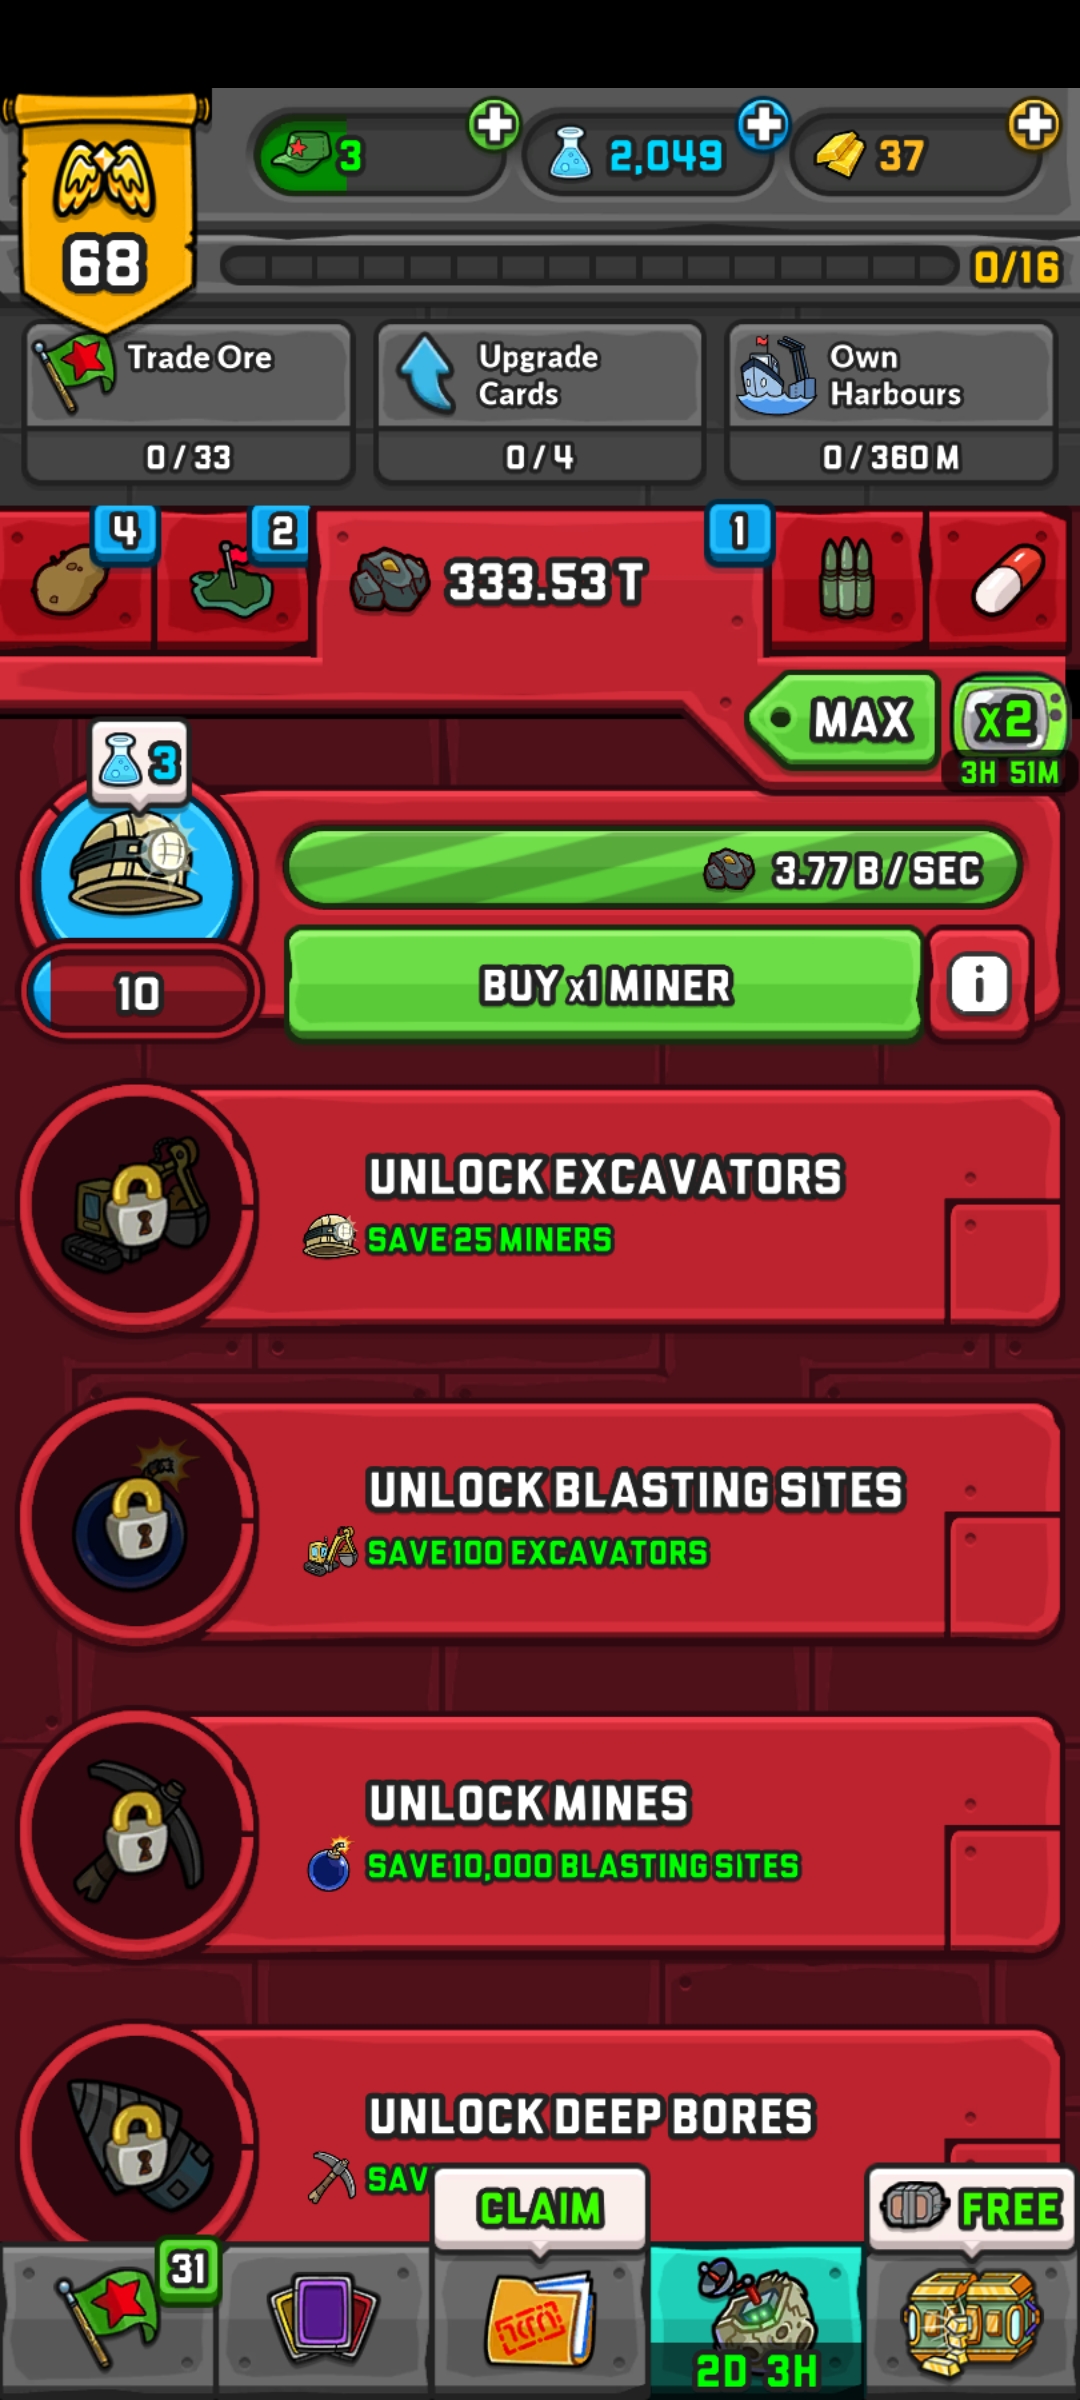 3
2,049
37
68
0/16
Trade Ore
0/33
Upgrade
Cards
0/4
Own
Harbours
0/360 M
4
2
333.53 T
1
MAX
x2
3H 51M
3
3.77 B / SEC
10
BUY x1 MINER
i
UNLOCK EXCAVATORS
SAVE 25 MINERS
UNLOCK BLASTING SITES
SAVE 100 EXCAVATORS
UNLOCK MINES
SAVE 10,000 BLASTING SITES
UNLOCK DEEP BORES
SAV
CLAIM
FREE
31
2D 3H